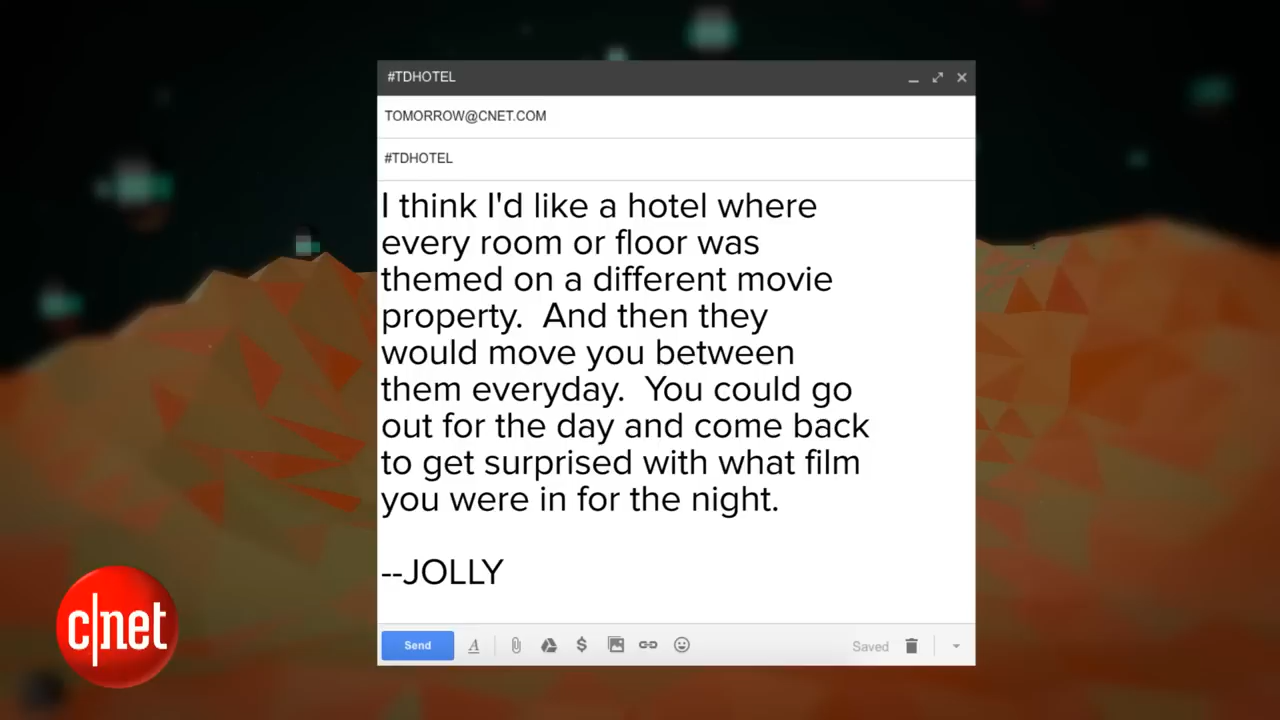 #TDHOTEL
TOMORROW@CNET.COM
#TDHOTEL
I think I'd like a hotel where
every room or floor was
themed on a different movie
property.  And then they
would move you between
them everyday.  You could go
out for the day and come back
to get surprised with what film
you were in for the night.
--JOLLY
Send
A
$
Saved
c|net